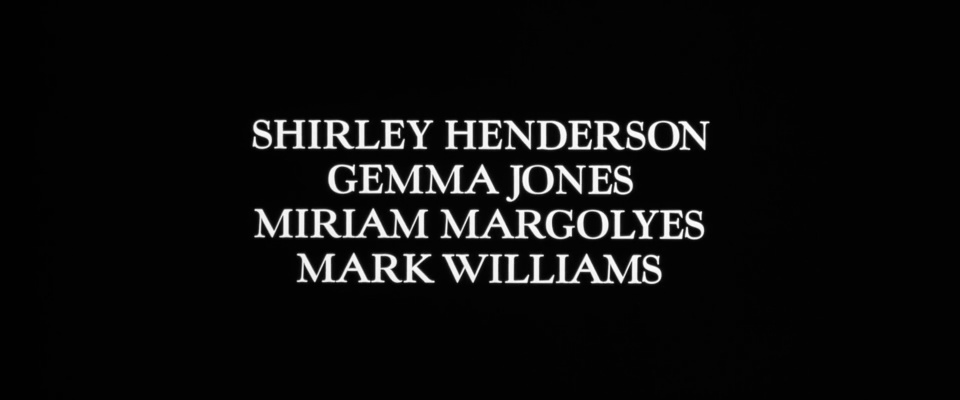 SHIRLEY HENDERSON
GEMMA JONES
MIRIAM MARGOLYES
MARK WILLIAMS